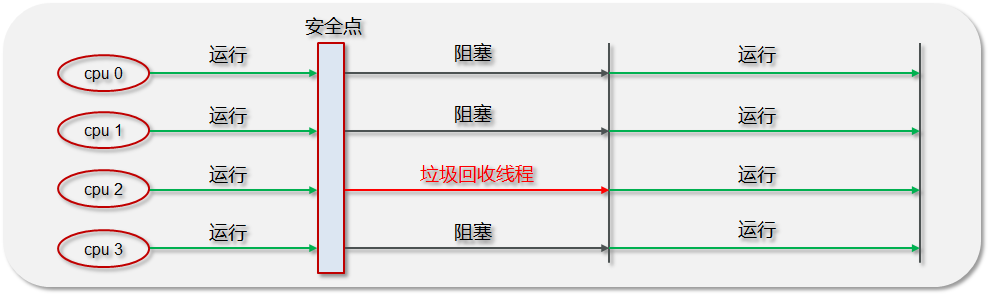 安全点
cpu 0 运行 阻塞 运行
cpu 1 运行 阻塞 运行
cpu 2 运行 垃圾回收线程 运行
cpu 3 运行 阻塞 运行